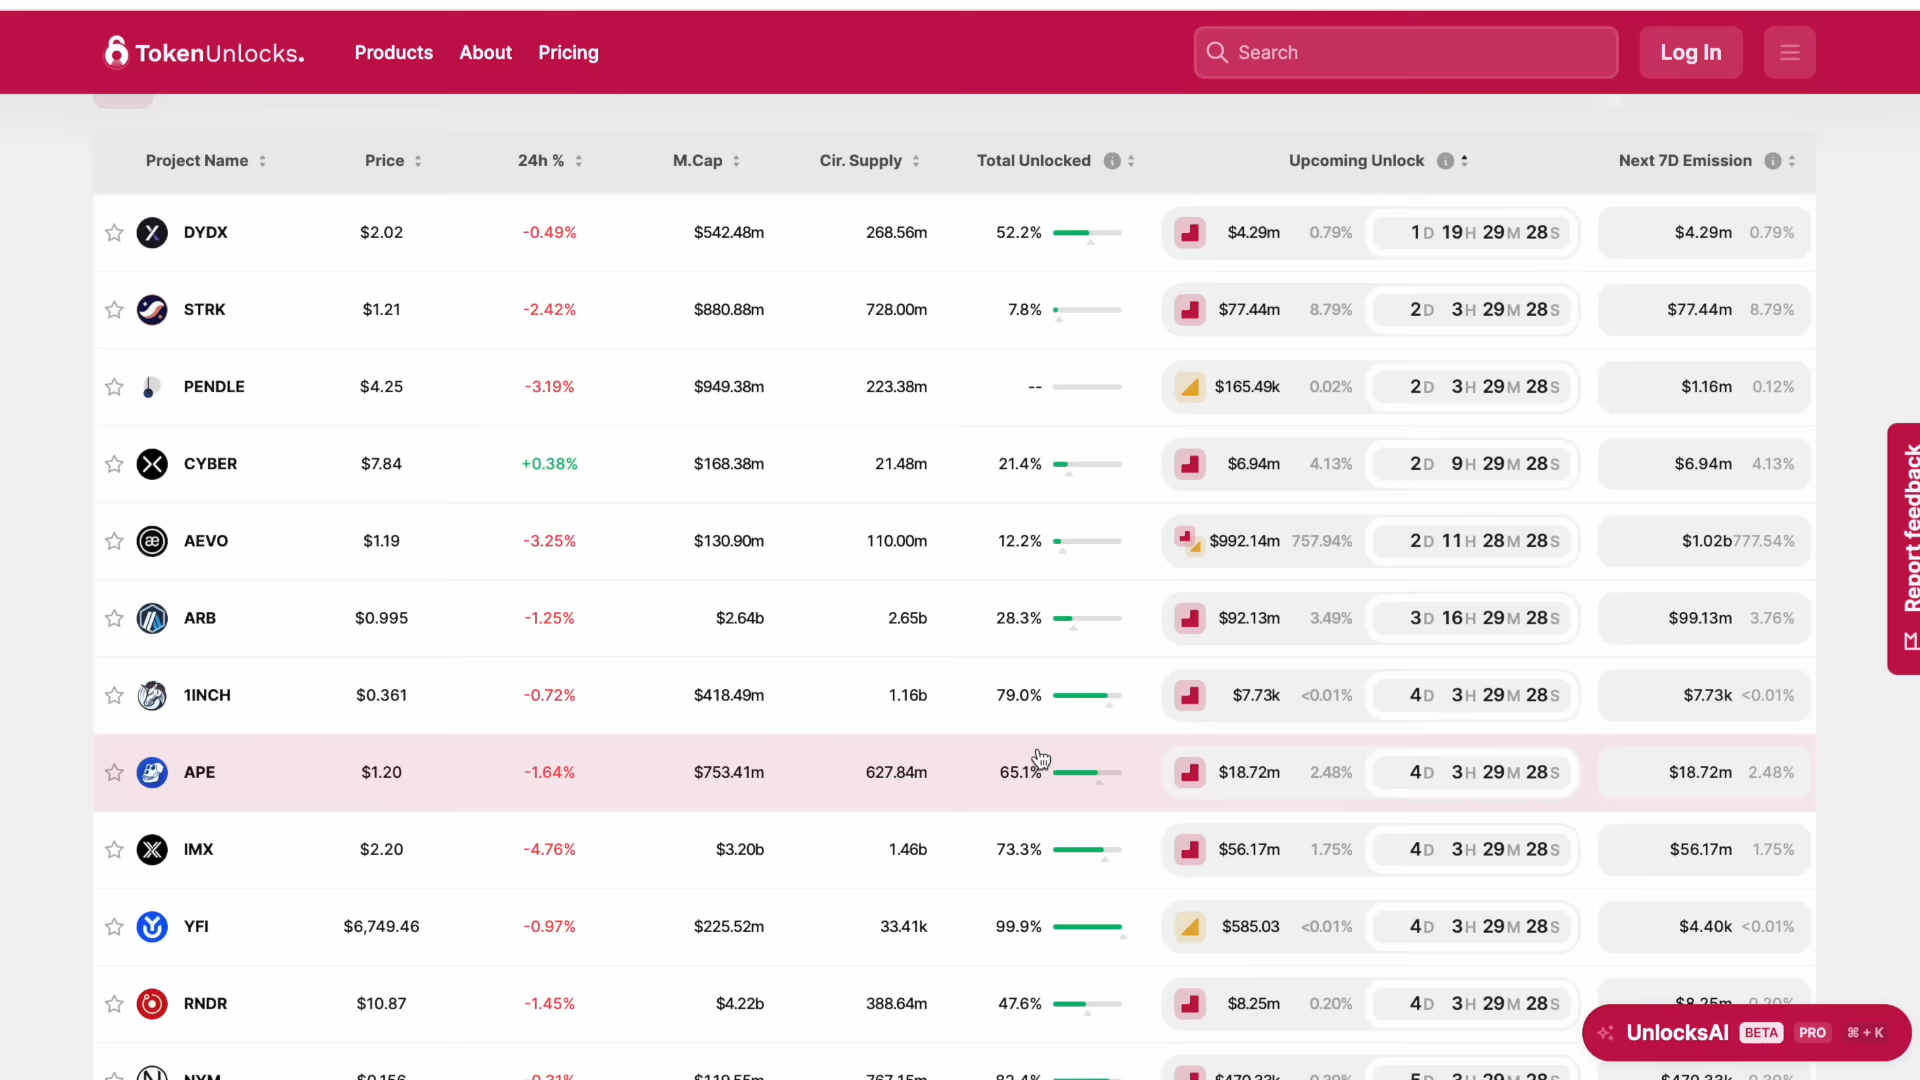 TokenUnlocks. Products About Pricing Search Log In
Project Name Price 24h % M.Cap Cir. Supply Total Unlocked Upcoming Unlock Next 7D Emission
DYDX $2.02 -0.49% $542.48m 268.56m 52.2% $4.29m 0.79% 1D 19H 29M 28S $4.29m 0.79%
STRK $1.21 -2.42% $880.88m 728.00m 7.8% $77.44m 8.79% 2D 3H 29M 28S $77.44m 8.79%
PENDLE $4.25 -3.19% $949.38m 223.38m -- $165.49k 0.02% 2D 3H 29M 28S $1.16m 0.12%
CYBER $7.84 +0.38% $168.38m 21.48m 21.4% $6.94m 4.13% 2D 9H 29M 28S $6.94m 4.13%
AEVO $1.19 -3.25% $130.90m 110.00m 12.2% $992.14m 757.94% 2D 11H 28M 28S $1.02b 777.54%
ARB $0.995 -1.25% $2.64b 2.65b 28.3% $92.13m 3.49% 3D 16H 29M 28S $99.13m 3.76%
1INCH $0.361 -0.72% $418.49m 1.16b 79.0% $7.73k <0.01% 4D 3H 29M 28S $7.73k <0.01%
APE $1.20 -1.64% $753.41m 627.84m 65.1% $18.72m 2.48% 4D 3H 29M 28S $18.72m 2.48%
IMX $2.20 -4.76% $3.20b 1.46b 73.3% $56.17m 1.75% 4D 3H 29M 28S $56.17m 1.75%
YFI $6,749.46 -0.97% $225.52m 33.41k 99.9% $585.03 <0.01% 4D 3H 29M 28S $4.40k <0.01%
RNDR $10.87 -1.45% $4.22b 388.64m 47.6% $8.25m 0.20% 4D 3H 29M 28S $8.25m 0.20%
Report feedback
UnlocksAI BETA PRO ⌘ + K